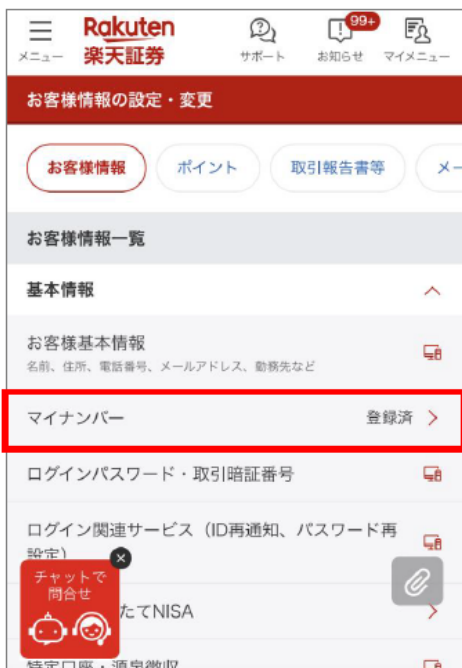 Rakuten
楽天証券
メニュー
サポート
99+
お知らせ
マイメニュー
お客様情報の設定・変更
お客様情報
ポイント
取引報告書等
メー
お客様情報一覧
基本情報
お客様基本情報
名前、住所、電話番号、メールアドレス、勤務先など
マイナンバー 登録済
ログインパスワード・取引暗証番号
ログイン関連サービス（ID再通知、パスワード再
設定）
チャットで
問合せ
たてNISA
特定口座・源泉徴収